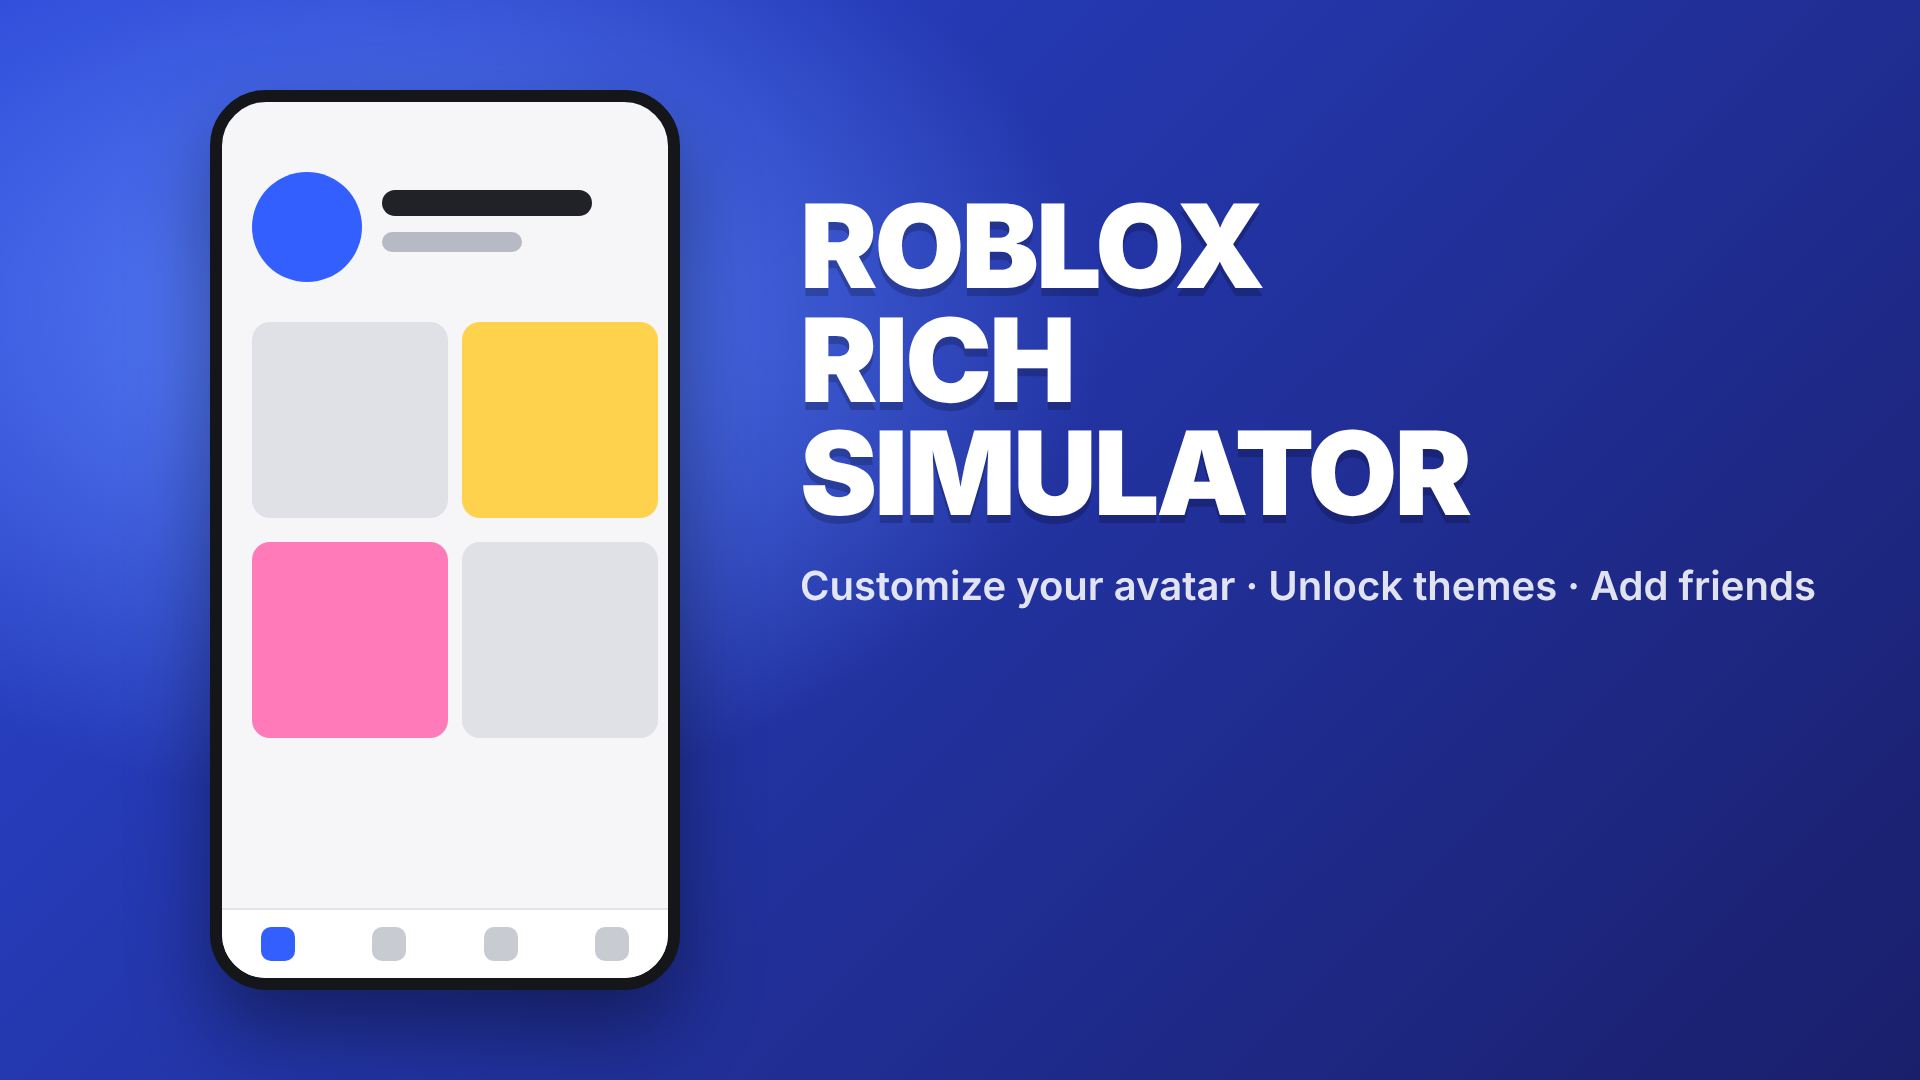 ROBLOX
RICH
SIMULATOR
Customize your avatar · Unlock themes · Add friends